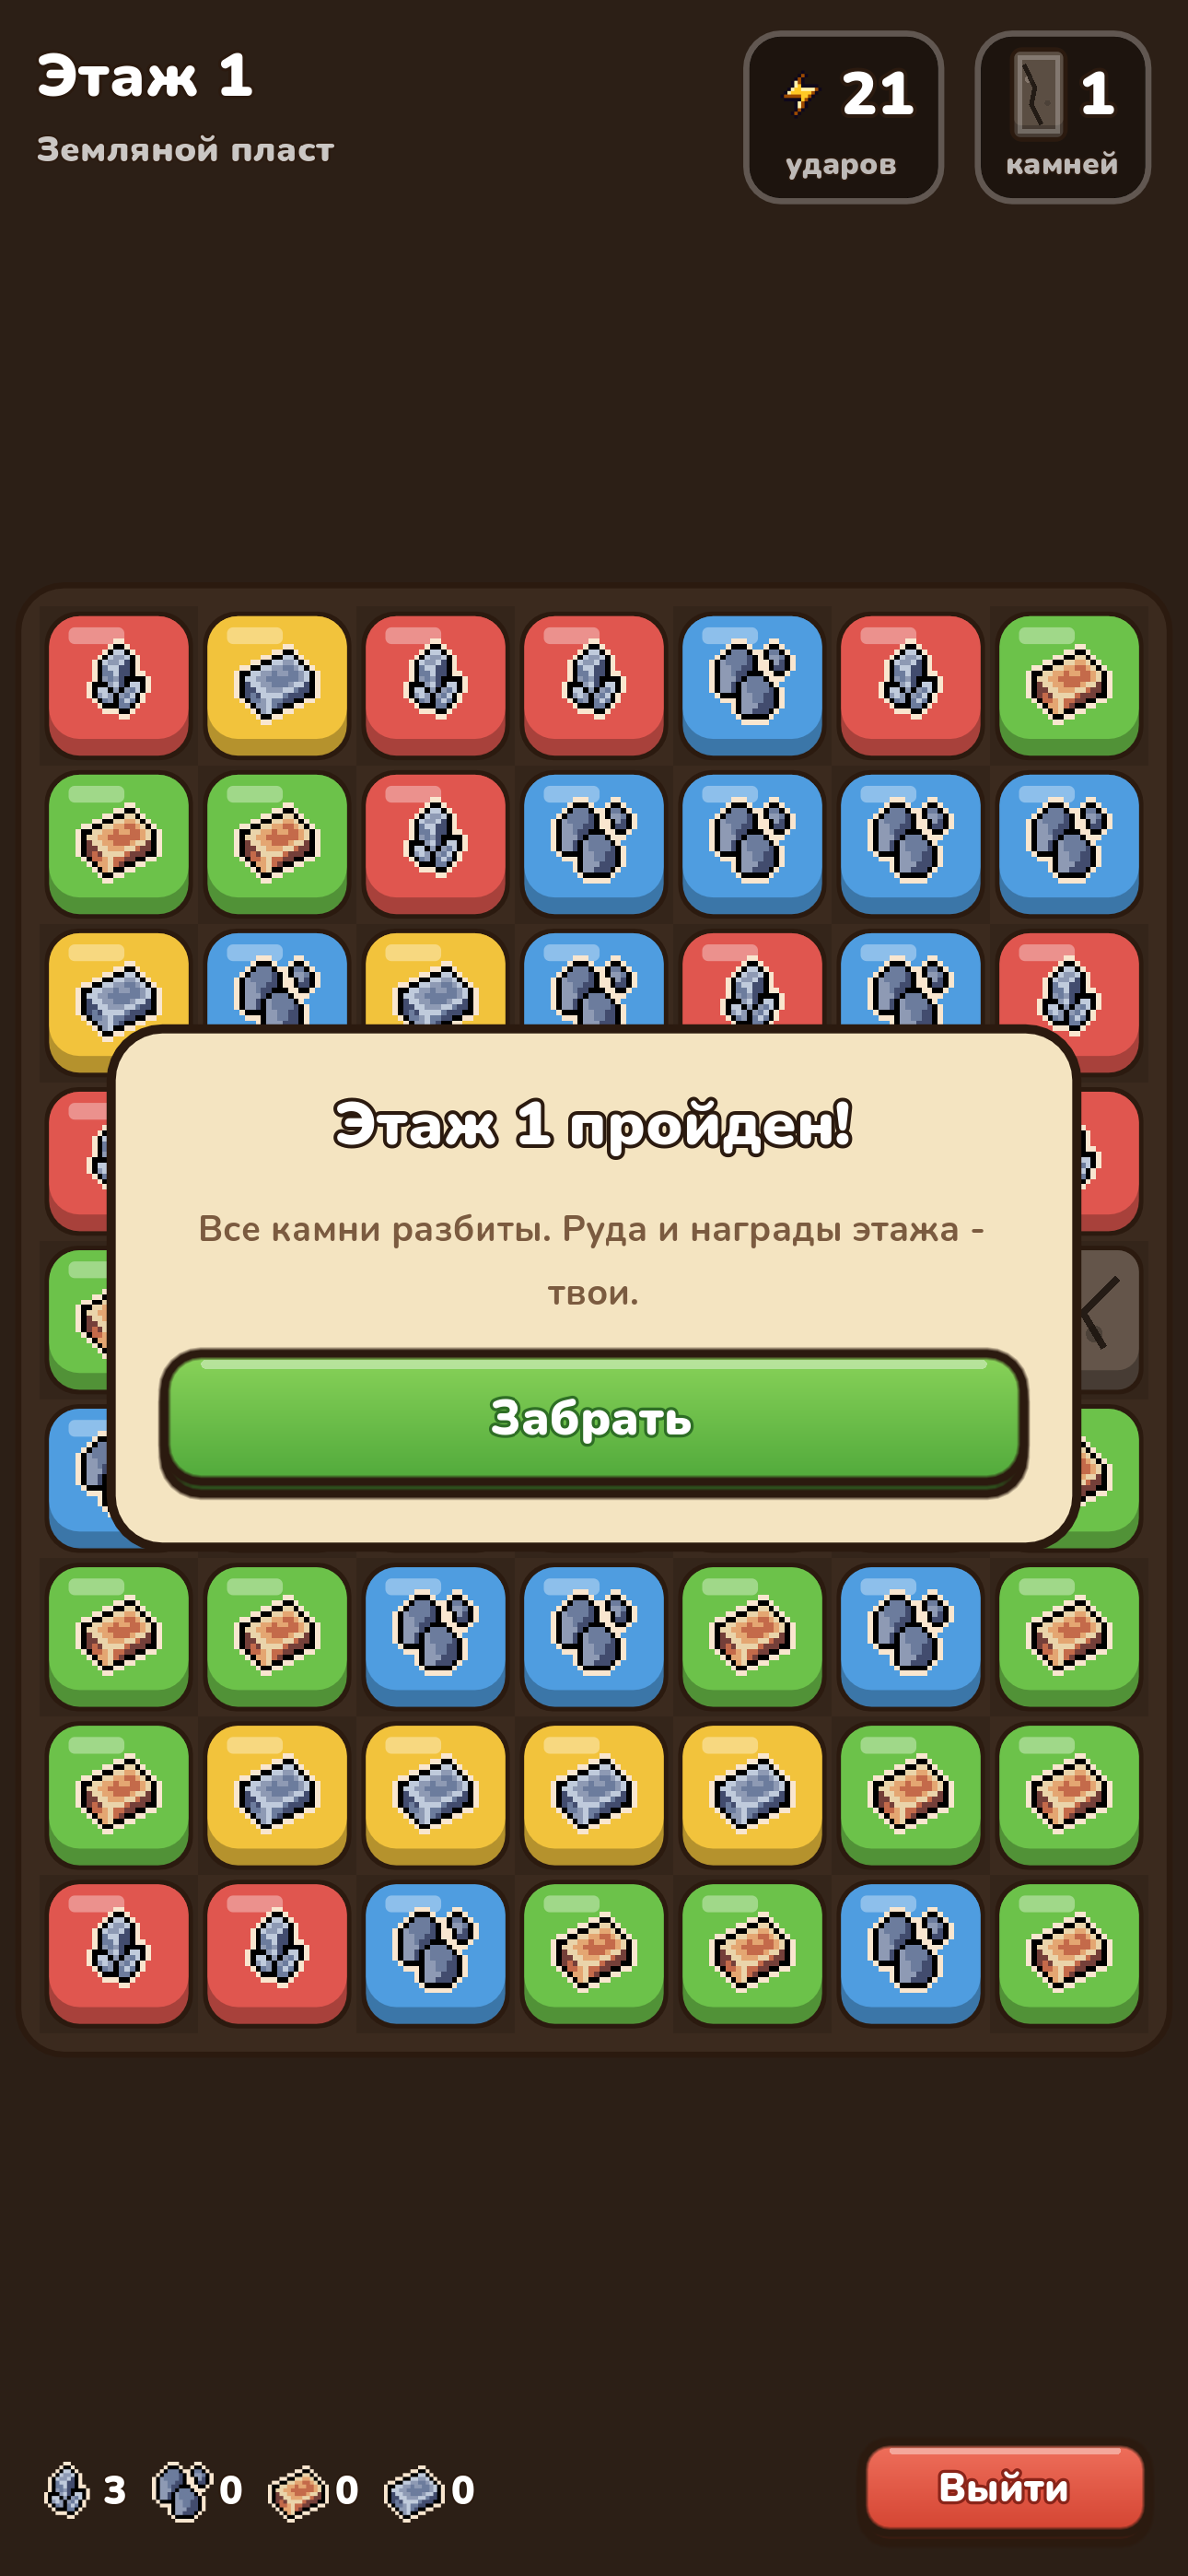 Этаж 1
Земляной пласт
21
ударов
1
камней
Этаж 1 пройден!
Все камни разбиты. Руда и награды этажа -
твои.
Забрать
3 0 0 0
Выйти